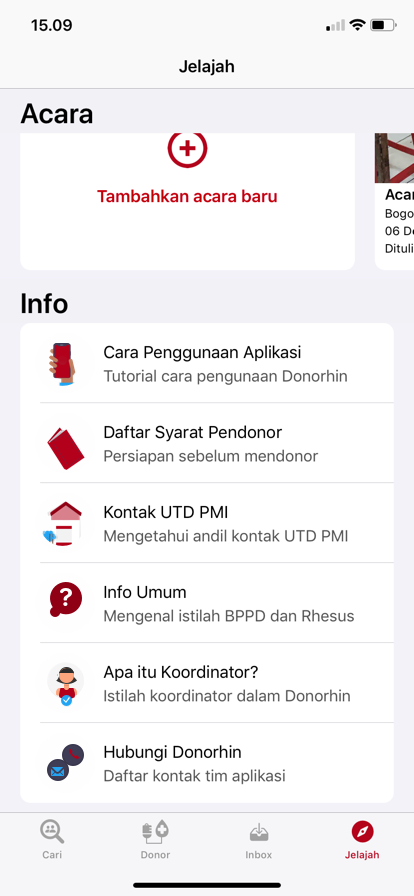 15.09
Jelajah
Acara
Tambahkan acara baru
Bogo
06 De
Dituli
Info
Cara Penggunaan Aplikasi
Tutorial cara pengunaan Donorhin
Daftar Syarat Pendonor
Persiapan sebelum mendonor
Kontak UTD PMI
Mengetahui andil kontak UTD PMI
?
Info Umum
Mengenal istilah BPPD dan Rhesus
Apa itu Koordinator?
Istilah koordinator dalam Donorhin
Hubungi Donorhin
Daftar kontak tim aplikasi
Cari
Donor
Inbox
Jelajah